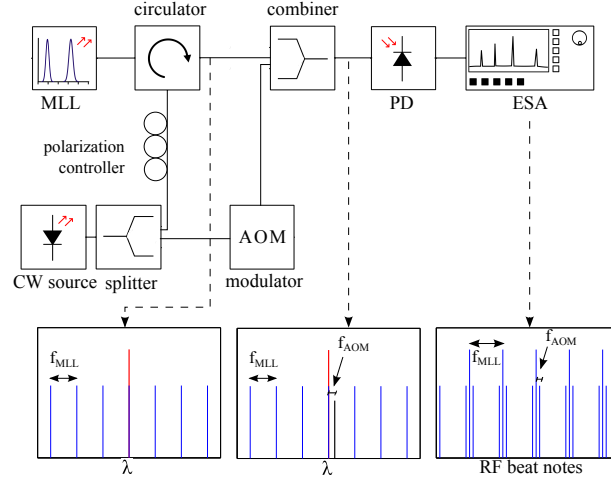 circulator
combiner
MLL
PD
ESA
polarization
controller
AOM
CW source
splitter
modulator
fMLL
λ
fMLL
fAOM
λ
fMLL
fAOM
RF beat notes